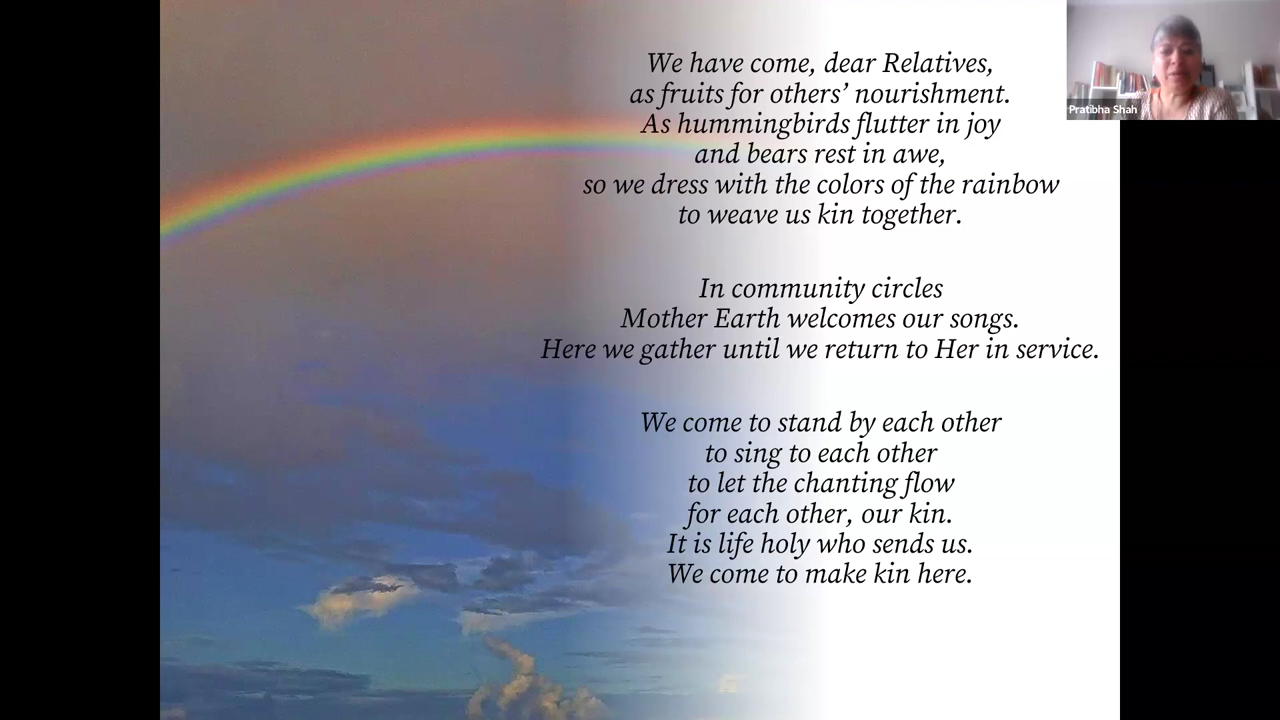 We have come, dear Relatives,
as fruits for others’ nourishment.
As hummingbirds flutter in joy
and bears rest in awe,
so we dress with the colors of the rainbow
to weave us kin together.
In community circles
Mother Earth welcomes our songs.
Here we gather until we return to Her in service.
We come to stand by each other
to sing to each other
to let the chanting flow
for each other, our kin.
It is life holy who sends us.
We come to make kin here.
Pratibha Shah